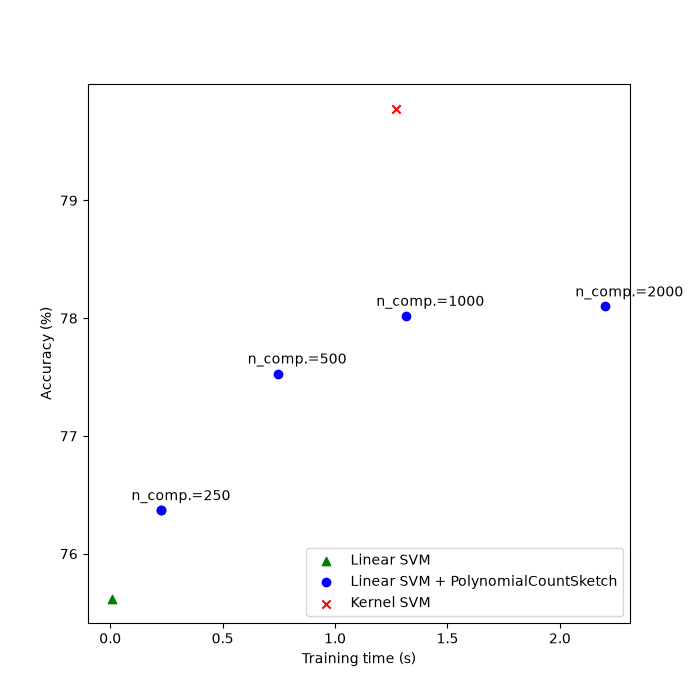 79
78
77
76
Accuracy (%)
n_comp.=2000
n_comp.=1000
n_comp.=500
n_comp.=250
Linear SVM
Linear SVM + PolynomialCountSketch
Kernel SVM
0.0 0.5 1.0 1.5 2.0
Training time (s)